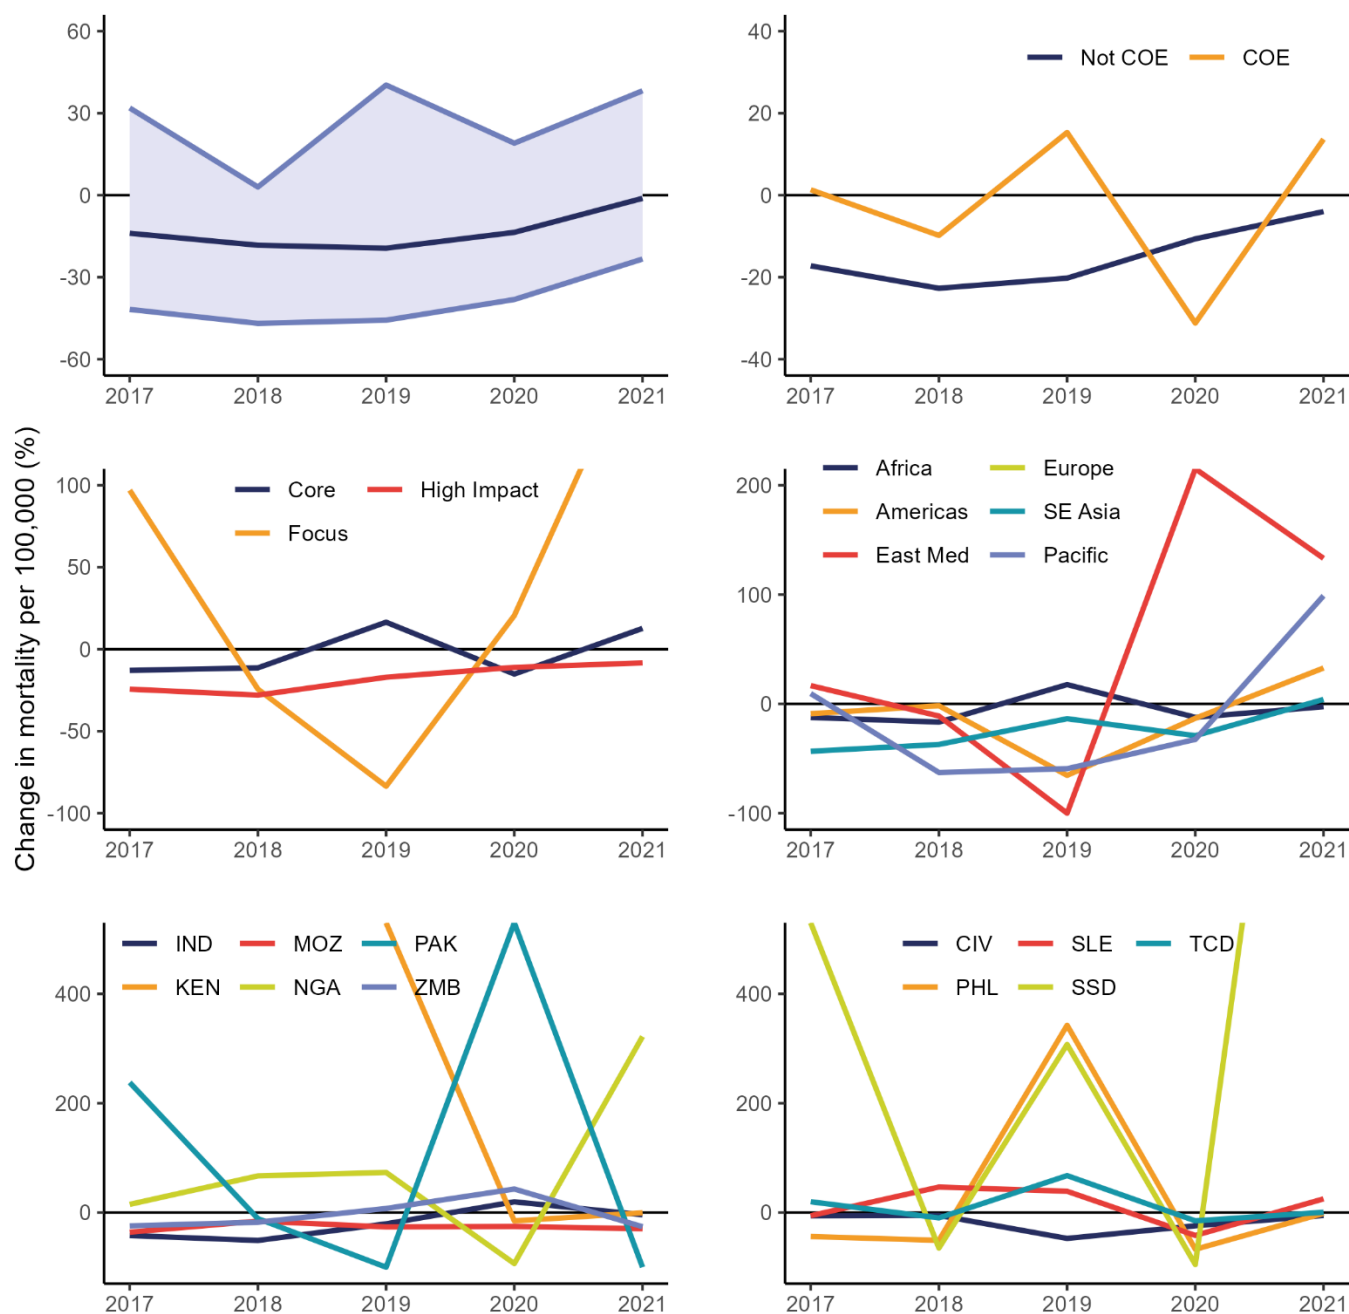 Change in mortality per 100,000 (%)
60
30
0
-30
-60
2017 2018 2019 2020 2021
Not COE COE
40
20
0
-20
-40
2017 2018 2019 2020 2021
Core High Impact
Focus
100
50
0
-50
-100
2017 2018 2019 2020 2021
Africa Europe
Americas SE Asia
East Med Pacific
200
100
0
-100
2017 2018 2019 2020 2021
IND MOZ PAK
KEN NGA ZMB
400
200
0
2017 2018 2019 2020 2021
CIV SLE TCD
PHL SSD
400
200
0
2017 2018 2019 2020 2021